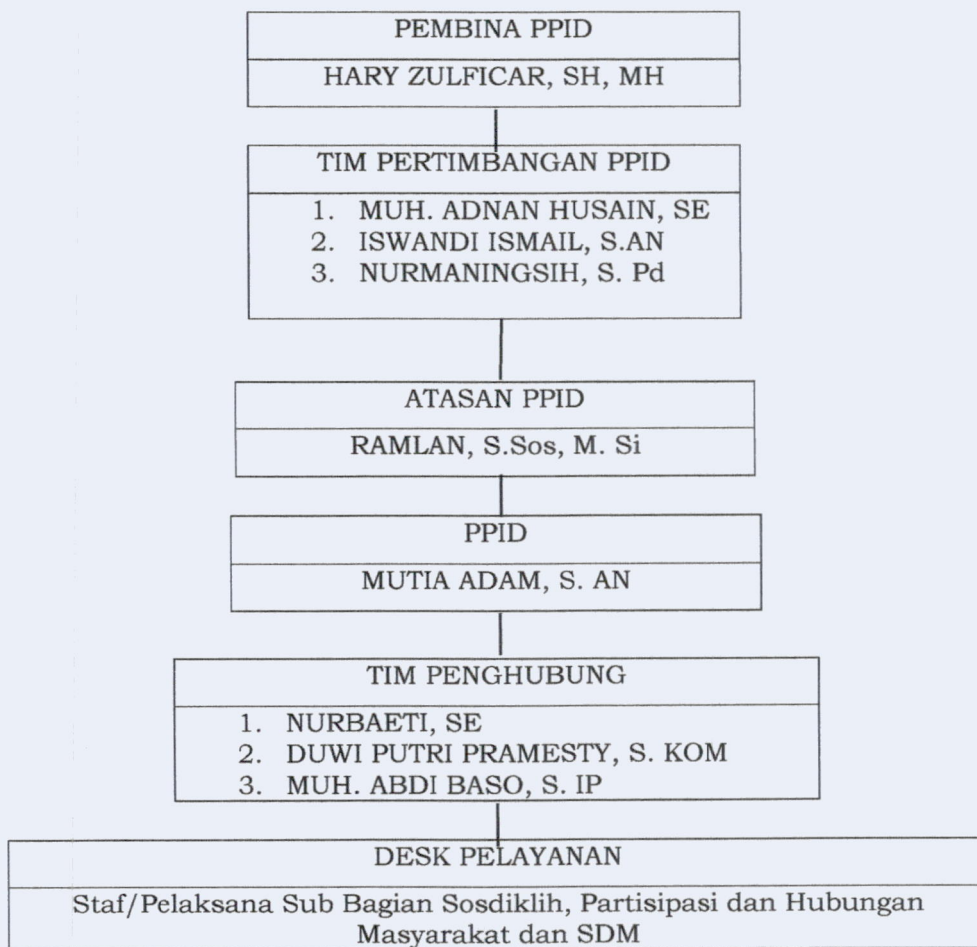 PEMBINA PPID
HARY ZULFICAR, SH, MH
TIM PERTIMBANGAN PPID
1. MUH. ADNAN HUSAIN, SE
2. ISWANDI ISMAIL, S.AN
3. NURMANINGSIH, S. Pd
ATASAN PPID
RAMLAN, S.Sos, M. Si
PPID
MUTIA ADAM, S. AN
TIM PENGHUBUNG
1. NURBAETI, SE
2. DUWI PUTRI PRAMESTY, S. KOM
3. MUH. ABDI BASO, S. IP
DESK PELAYANAN
Staf/Pelaksana Sub Bagian Sosdiklih, Partisipasi dan Hubungan
Masyarakat dan SDM